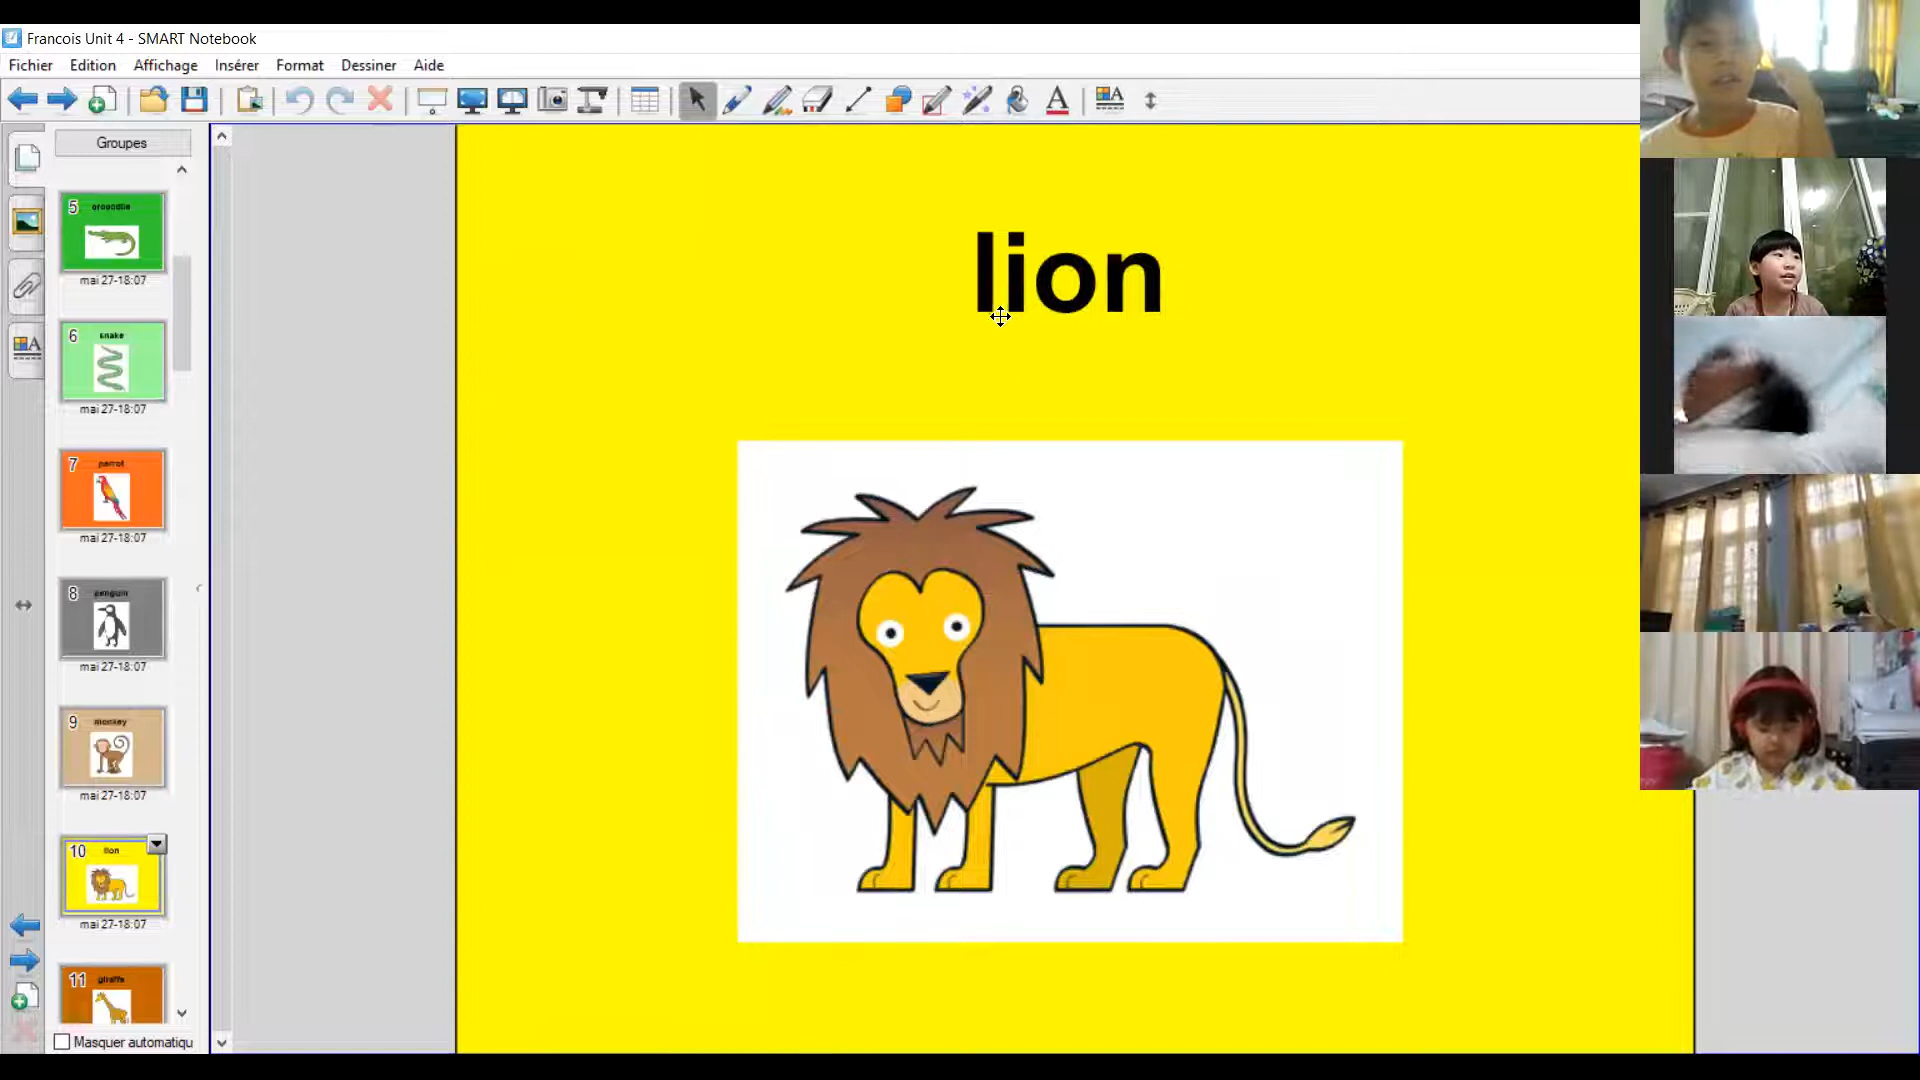 Francois Unit 4 - SMART Notebook
Fichier Edition Affichage Insérer Format Dessiner Aide
Groupes
5 crocodile
mai 27-18:07
6 snake
mai 27-18:07
7 parrot
mai 27-18:07
8 penguin
mai 27-18:07
9 monkey
mai 27-18:07
10 lion
mai 27-18:07
11 giraffe
Masquer automatiqu
lion